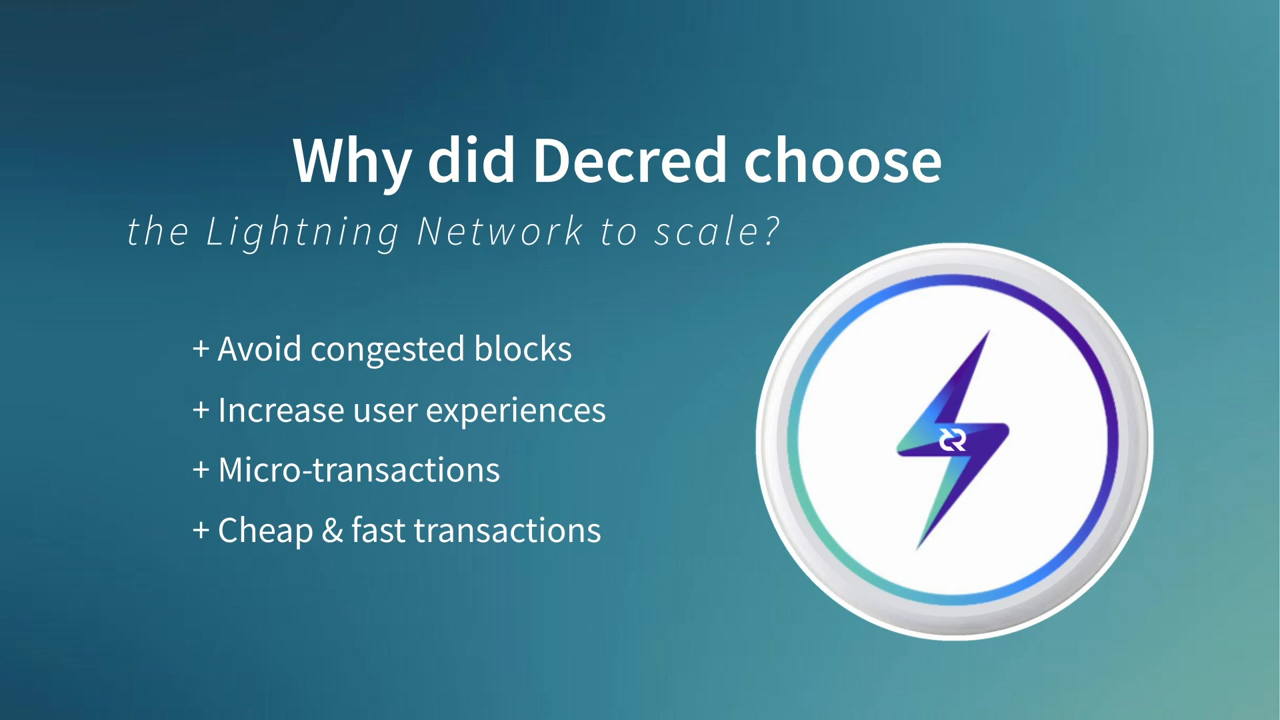 Why did Decred choose
the Lightning Network to scale?
+ Avoid congested blocks
+ Increase user experiences
+ Micro-transactions
+ Cheap & fast transactions